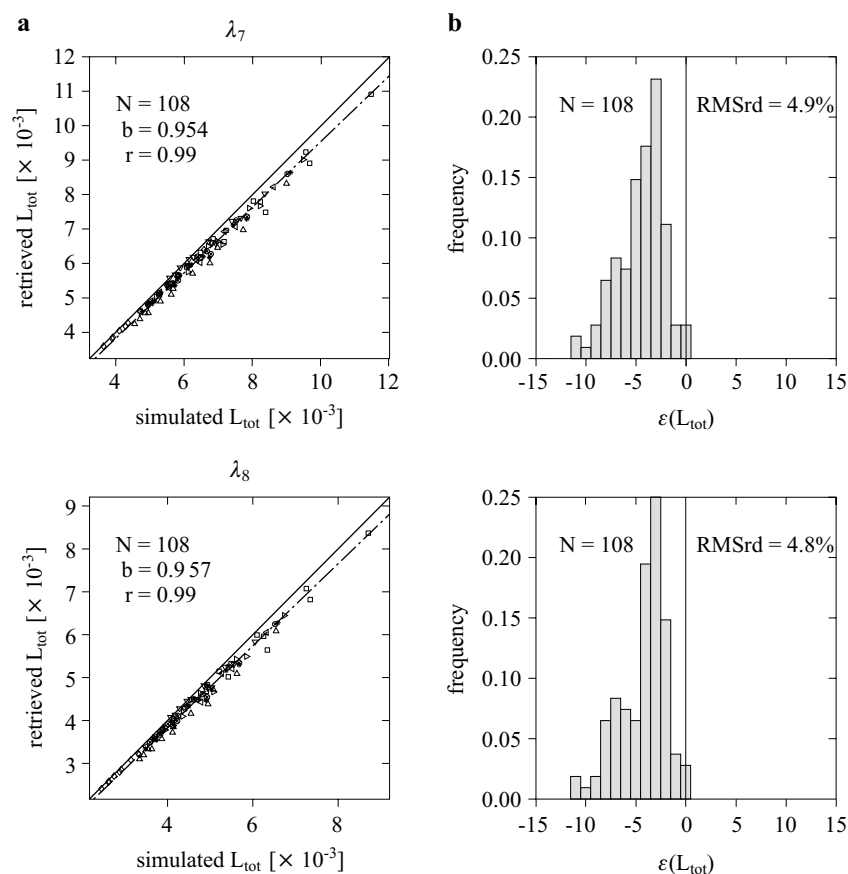 a
λ7
12
11
10
9
8
7
6
5
4
N = 108
b = 0.954
r = 0.99
retrieved Ltot [× 10-3]
4 6 8 10 12
simulated Ltot [× 10-3]
b
0.25
0.20
0.15
0.10
0.05
0.00
N = 108 RMSrd = 4.9%
frequency
-15 -10 -5 0 5 10 15
ε(Ltot)
λ8
9
8
7
6
5
4
3
N = 108
b = 0.957
r = 0.99
retrieved Ltot [× 10-3]
4 6 8
simulated Ltot [× 10-3]
0.25
0.20
0.15
0.10
0.05
0.00
N = 108 RMSrd = 4.8%
frequency
-15 -10 -5 0 5 10 15
ε(Ltot)